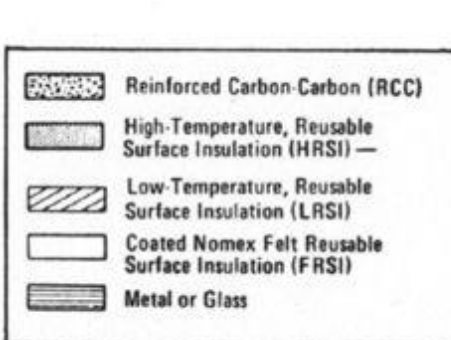 Reinforced Carbon-Carbon (RCC)
High-Temperature, Reusable
Surface Insulation (HRSI) —
Low-Temperature, Reusable
Surface Insulation (LRSI)
Coated Nomex Felt Reusable
Surface Insulation (FRSI)
Metal or Glass